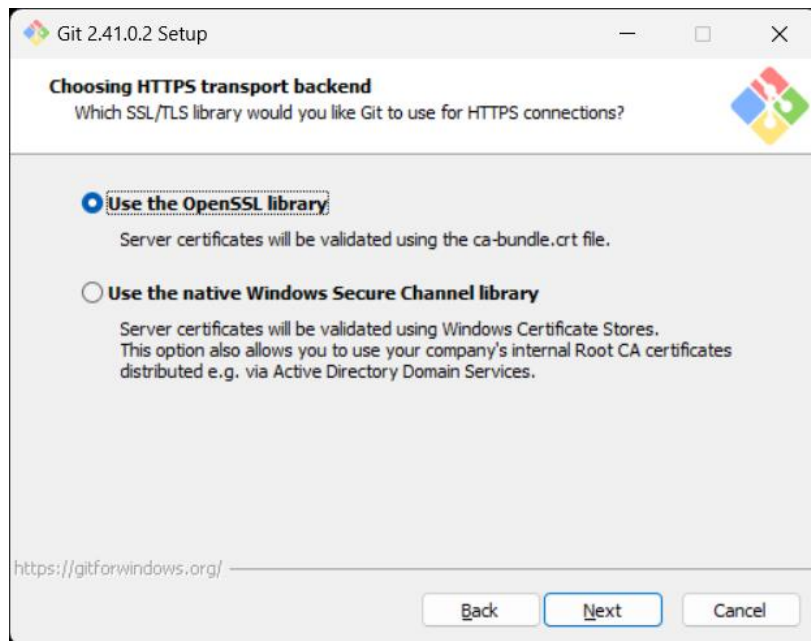 Git 2.41.0.2 Setup
Choosing HTTPS transport backend
Which SSL/TLS library would you like Git to use for HTTPS connections?
Use the OpenSSL library
Server certificates will be validated using the ca-bundle.crt file.
Use the native Windows Secure Channel library
Server certificates will be validated using Windows Certificate Stores.
This option also allows you to use your company's internal Root CA certificates
distributed e.g. via Active Directory Domain Services.
https://gitforwindows.org/
Back Next Cancel